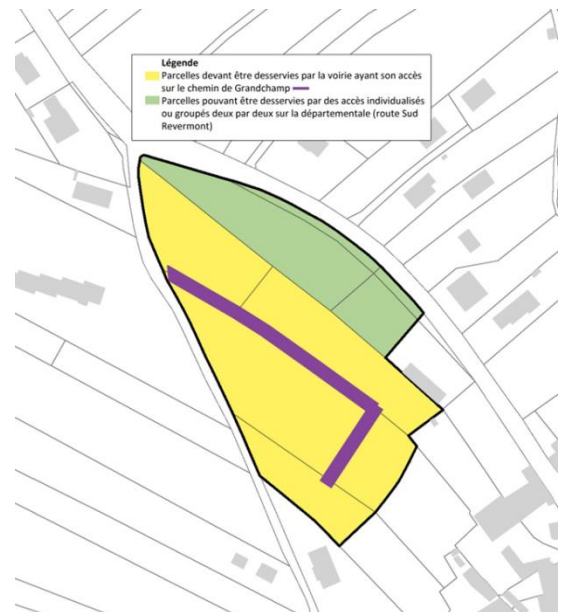 Légende
Parcelles devant être desservies par la voirie ayant son accès
sur le chemin de Grandchamp
Parcelles pouvant être desservies par des accès individualisés
ou groupés deux par deux sur la départementale (route Sud
Revermont)